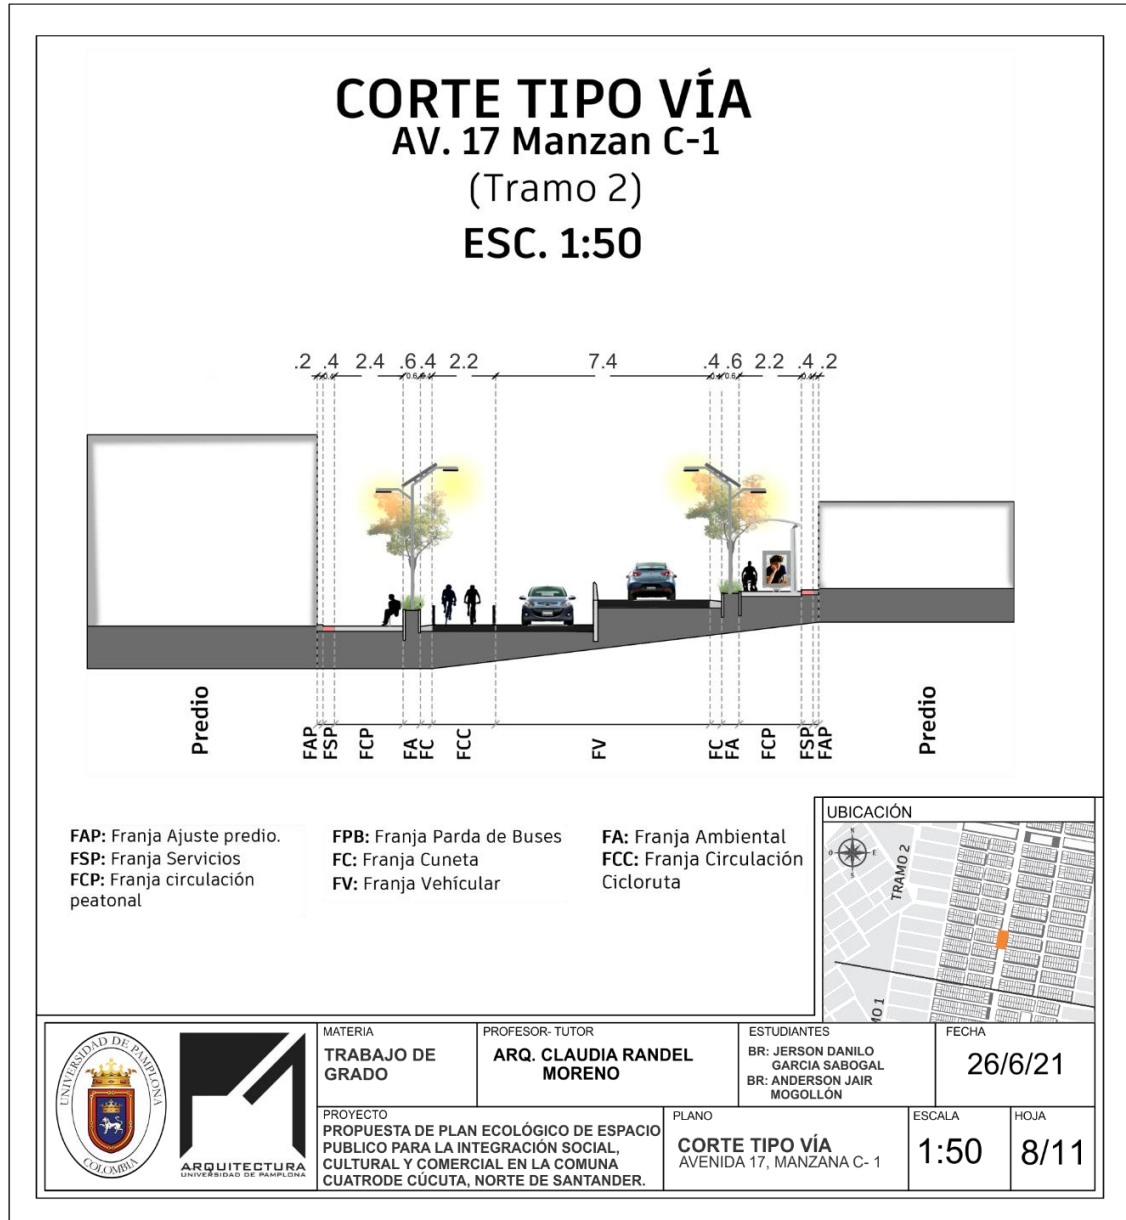 CORTE TIPO VÍA
AV. 17 Manzan C-1
(Tramo 2)
ESC. 1:50
.2 .4 2.4 .6 .4 2.2 7.4 .4 .6 2.2 .4 .2
Predio
FAP
FSP
FCP
FA
FC
FCC
FV
FC
FA
FCP
FSP
FAP
Predio
FAP: Franja Ajuste predio.
FSP: Franja Servicios
FCP: Franja circulación
peatonal
FPB: Franja Parda de Buses
FC: Franja Cuneta
FV: Franja Vehícular
FA: Franja Ambiental
FCC: Franja Circulación
Cicloruta
UBICACIÓN
TRAMO 2
MO 1
UNIVERSIDAD DE PAMPLONA
COLOMBIA
ARQUITECTURA
UNIVERSIDAD DE PAMPLONA
MATERIA
TRABAJO DE
GRADO
PROFESOR- TUTOR
ARQ. CLAUDIA RANDEL
MORENO
ESTUDIANTES
BR: JERSON DANILO
GARCIA SABOGAL
BR: ANDERSON JAIR
MOGOLLÓN
FECHA
26/6/21
PROYECTO
PROPUESTA DE PLAN ECOLÓGICO DE ESPACIO
PUBLICO PARA LA INTEGRACIÓN SOCIAL,
CULTURAL Y COMERCIAL EN LA COMUNA
CUATRODE CÚCUTA, NORTE DE SANTANDER.
PLANO
CORTE TIPO VÍA
AVENIDA 17, MANZANA C- 1
ESCALA
1:50
HOJA
8/11